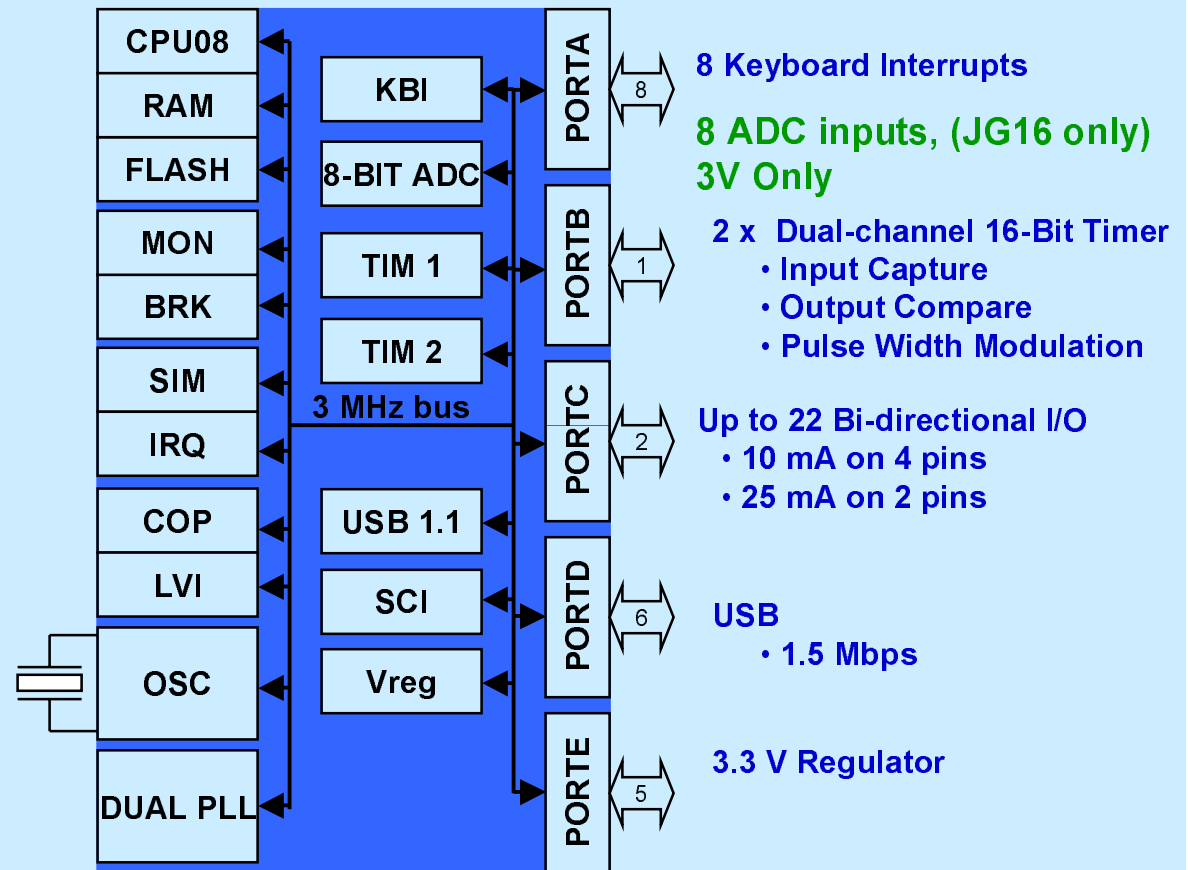 CPU08
RAM
FLASH
MON
BRK
SIM
IRQ
COP
LVI
OSC
DUAL PLL
KBI
8-BIT ADC
TIM 1
TIM 2
3 MHz bus
USB 1.1
SCI
Vreg
PORTA
8
PORTB
1
PORTC
2
PORTD
6
PORTE
5
8 Keyboard Interrupts
8 ADC inputs, (JG16 only)
3V Only
2 x Dual-channel 16-Bit Timer
• Input Capture
• Output Compare
• Pulse Width Modulation
Up to 22 Bi-directional I/O
• 10 mA on 4 pins
• 25 mA on 2 pins
USB
• 1.5 Mbps
3.3 V Regulator